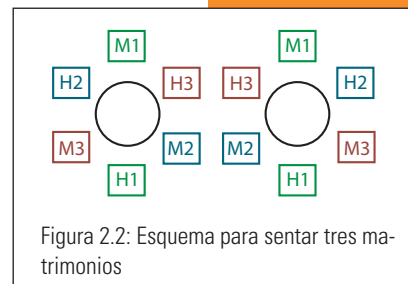 M1 M1
H2 H3 H3 H2
M3 M2 M2 M3
H1 H1
Figura 2.2: Esquema para sentar tres ma-
trimonios